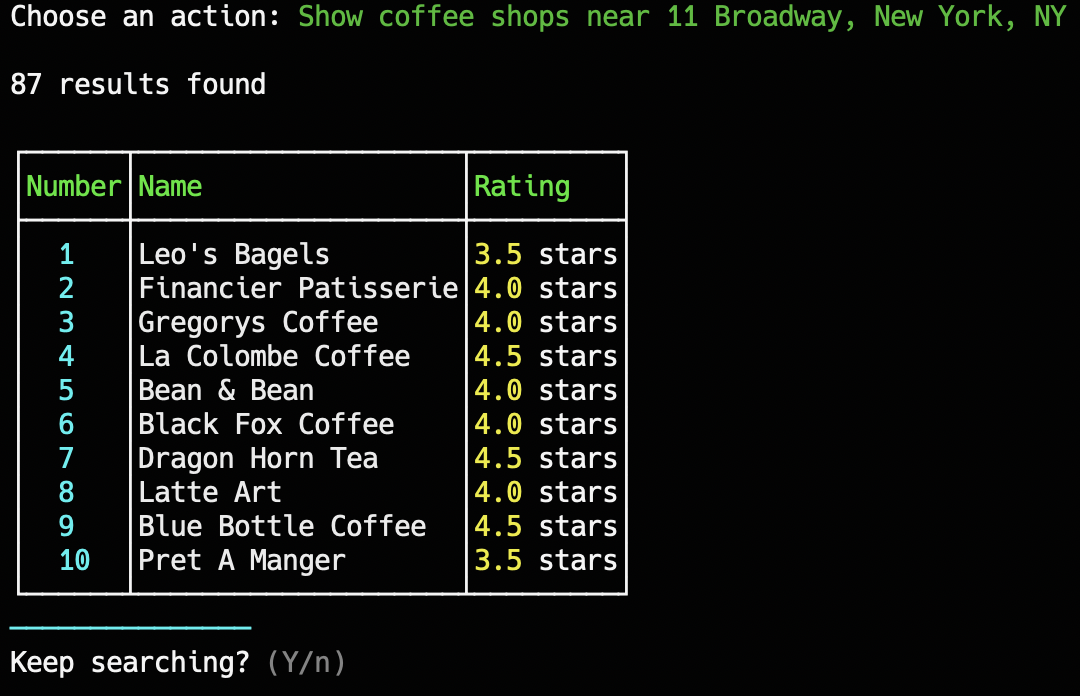 Choose an action: Show coffee shops near 11 Broadway, New York, NY
87 results found
Number Name Rating
1 Leo's Bagels 3.5 stars
2 Financier Patisserie 4.0 stars
3 Gregorys Coffee 4.0 stars
4 La Colombe Coffee 4.5 stars
5 Bean & Bean 4.0 stars
6 Black Fox Coffee 4.0 stars
7 Dragon Horn Tea 4.5 stars
8 Latte Art 4.0 stars
9 Blue Bottle Coffee 4.5 stars
10 Pret A Manger 3.5 stars
Keep searching? (Y/n)